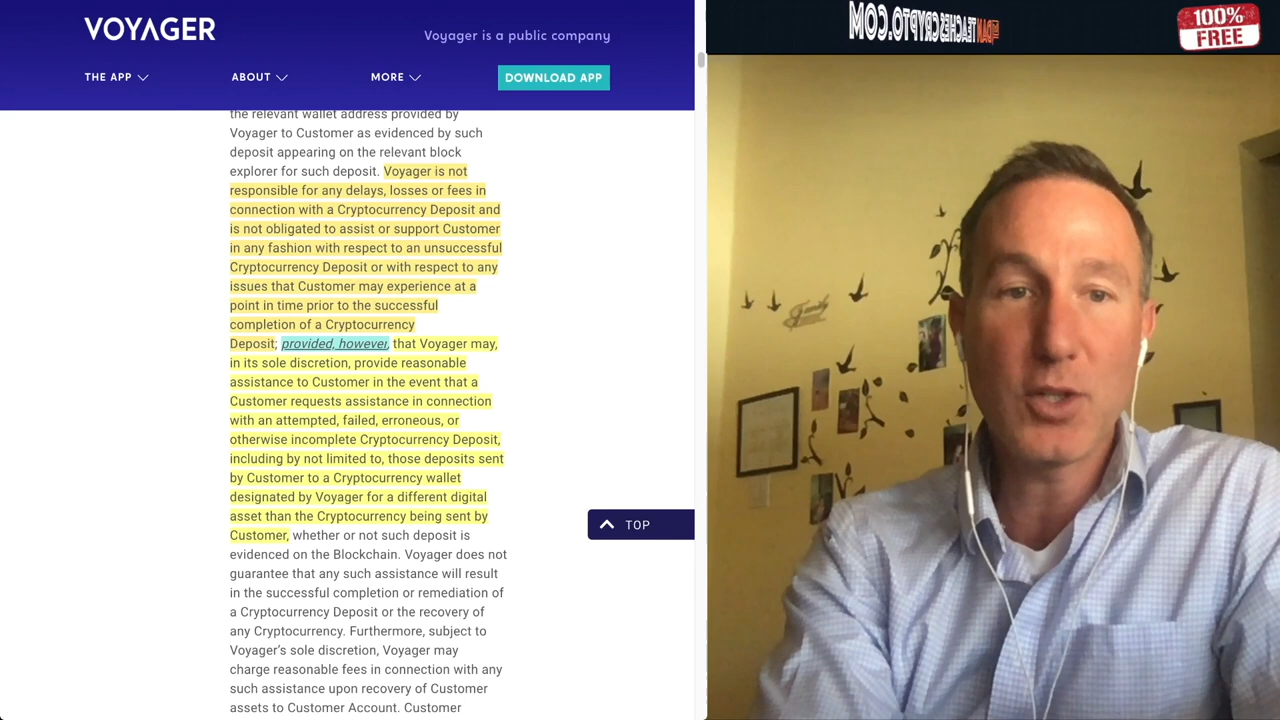 VOYAGER
Voyager is a public company
THE APP
ABOUT
MORE
DOWNLOAD APP
the relevant wallet address provided by
Voyager to Customer as evidenced by such
deposit appearing on the relevant block
explorer for such deposit. Voyager is not
responsible for any delays, losses or fees in
connection with a Cryptocurrency Deposit and
is not obligated to assist or support Customer
in any fashion with respect to an unsuccessful
Cryptocurrency Deposit or with respect to any
issues that Customer may experience at a
point in time prior to the successful
completion of a Cryptocurrency
Deposit; provided, however, that Voyager may,
in its sole discretion, provide reasonable
assistance to Customer in the event that a
Customer requests assistance in connection
with an attempted, failed, erroneous, or
otherwise incomplete Cryptocurrency Deposit,
including by not limited to, those deposits sent
by Customer to a Cryptocurrency wallet
designated by Voyager for a different digital
asset than the Cryptocurrency being sent by
Customer, whether or not such deposit is
evidenced on the Blockchain. Voyager does not
guarantee that any such assistance will result
in the successful completion or remediation of
a Cryptocurrency Deposit or the recovery of
any Cryptocurrency. Furthermore, subject to
Voyager's sole discretion, Voyager may
charge reasonable fees in connection with any
such assistance upon recovery of Customer
assets to Customer Account. Customer
TOP
DANTEACHESCRYPTO.COM
100%
FREE
Family